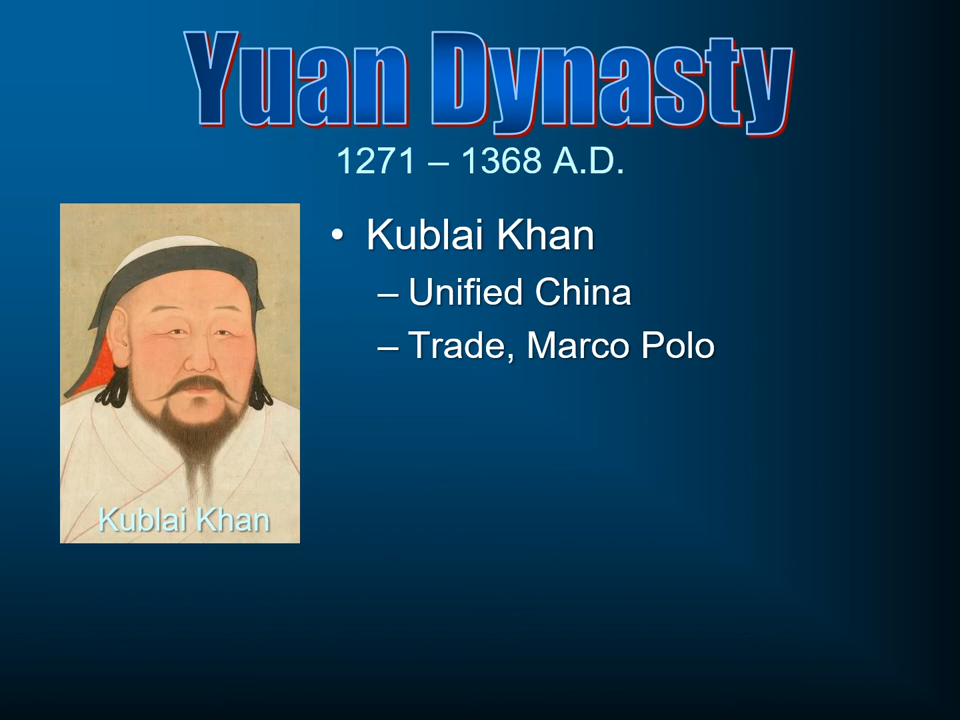 Yuan Dynasty
1271 – 1368 A.D.
• Kublai Khan
– Unified China
– Trade, Marco Polo
Kublai Khan